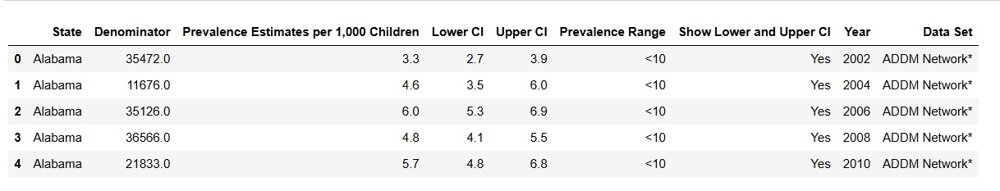 State Denominator Prevalence Estimates per 1,000 Children Lower CI Upper CI Prevalence Range Show Lower and Upper CI Year Data Set
0 Alabama 35472.0 3.3 2.7 3.9 <10 Yes 2002 ADDM Network*
1 Alabama 11676.0 4.6 3.5 6.0 <10 Yes 2004 ADDM Network*
2 Alabama 35126.0 6.0 5.3 6.9 <10 Yes 2006 ADDM Network*
3 Alabama 36566.0 4.8 4.1 5.5 <10 Yes 2008 ADDM Network*
4 Alabama 21833.0 5.7 4.8 6.8 <10 Yes 2010 ADDM Network*